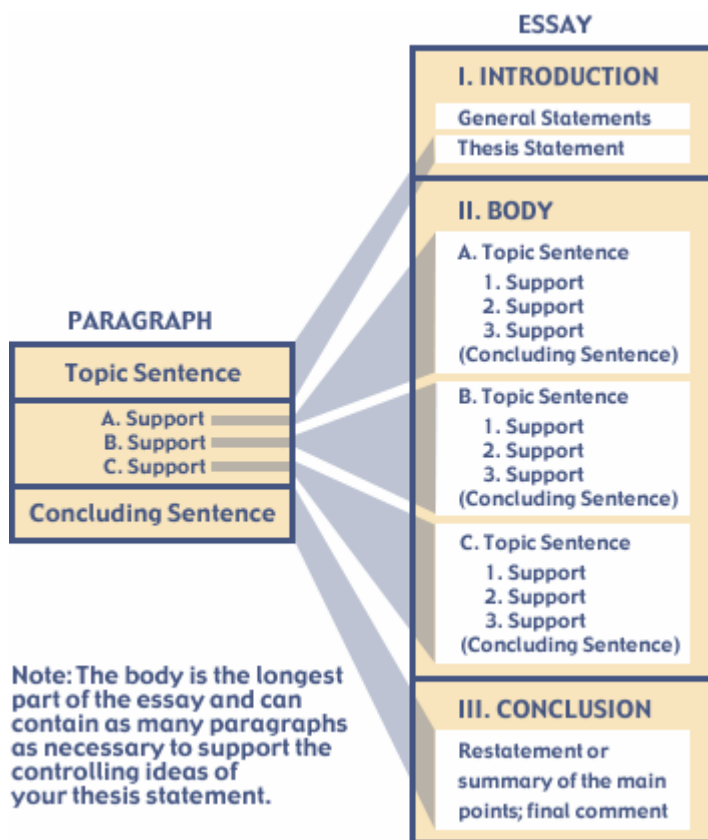 ESSAY
I. INTRODUCTION
General Statements
Thesis Statement
II. BODY
A. Topic Sentence
1. Support
2. Support
3. Support
(Concluding Sentence)
B. Topic Sentence
1. Support
2. Support
3. Support
(Concluding Sentence)
C. Topic Sentence
1. Support
2. Support
3. Support
(Concluding Sentence)
III. CONCLUSION
Restatement or
summary of the main
points; final comment
PARAGRAPH
Topic Sentence
A. Support
B. Support
C. Support
Concluding Sentence
Note: The body is the longest
part of the essay and can
contain as many paragraphs
as necessary to support the
controlling ideas of
your thesis statement.